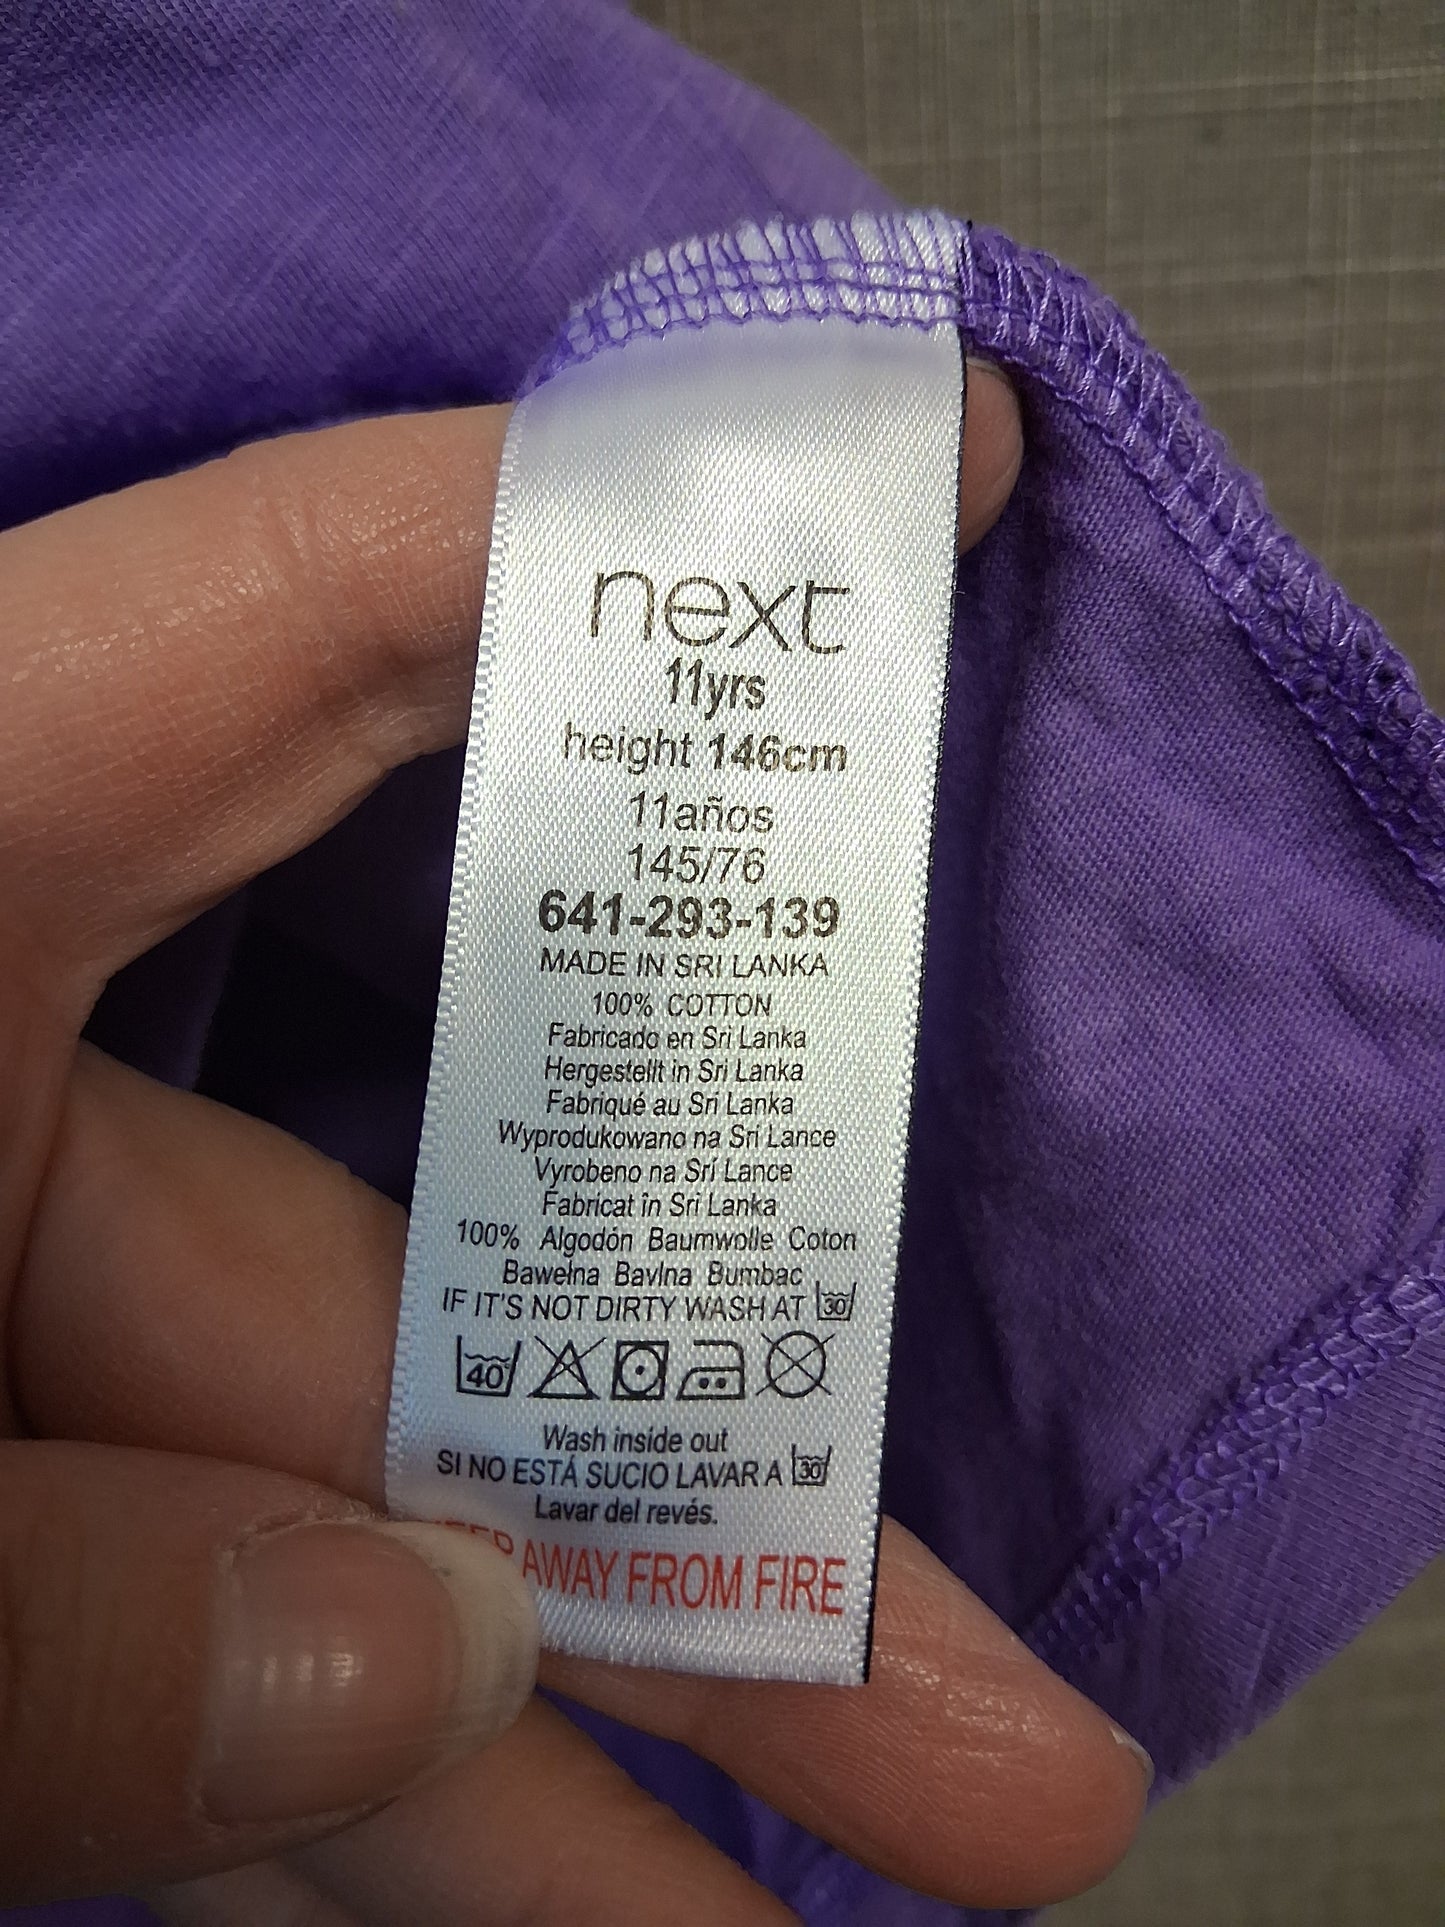 next
11yrs
height 146cm
11años
145/76
641-293-139
MADE IN SRI LANKA
100% COTTON
Fabricado en Sri Lanka
Hergestellt in Sri Lanka
Fabriqué au Sri Lanka
Wyprodukowano na Sri Lance
Vyrobeno na Srí Lance
Fabricat în Sri Lanka
100% Algodón Baumwolle Coton
Bawełna Bavlna Bumbac
IF IT'S NOT DIRTY WASH AT 30°
40°
Wash inside out
SI NO ESTÁ SUCIO LAVAR A 30°
Lavar del revés.
AWAY FROM FIRE